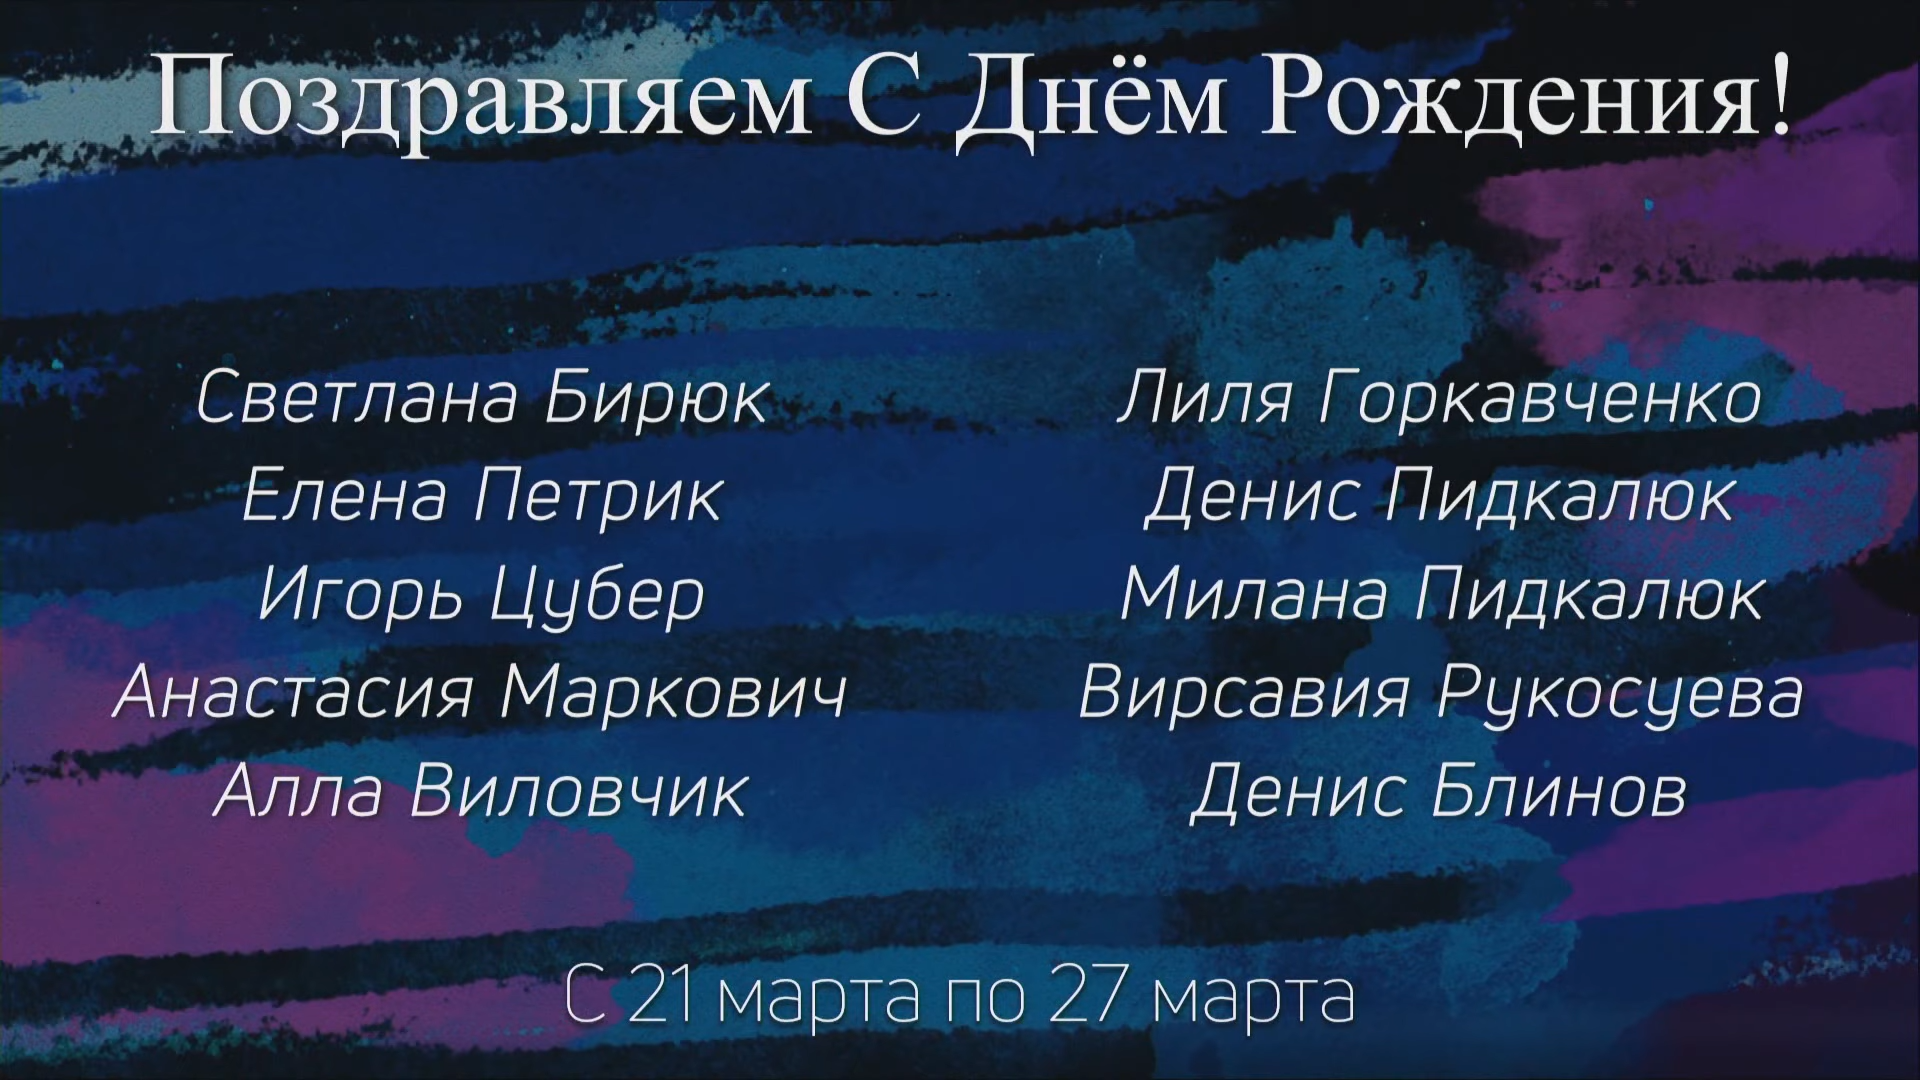 Поздравляем С Днём Рождения!
Светлана Бирюк
Елена Петрик
Игорь Цубер
Анастасия Маркович
Алла Виловчик
Лиля Горкавченко
Денис Пидкалюк
Милана Пидкалюк
Вирсавия Рукосуева
Денис Блинов
С 21 марта по 27 марта